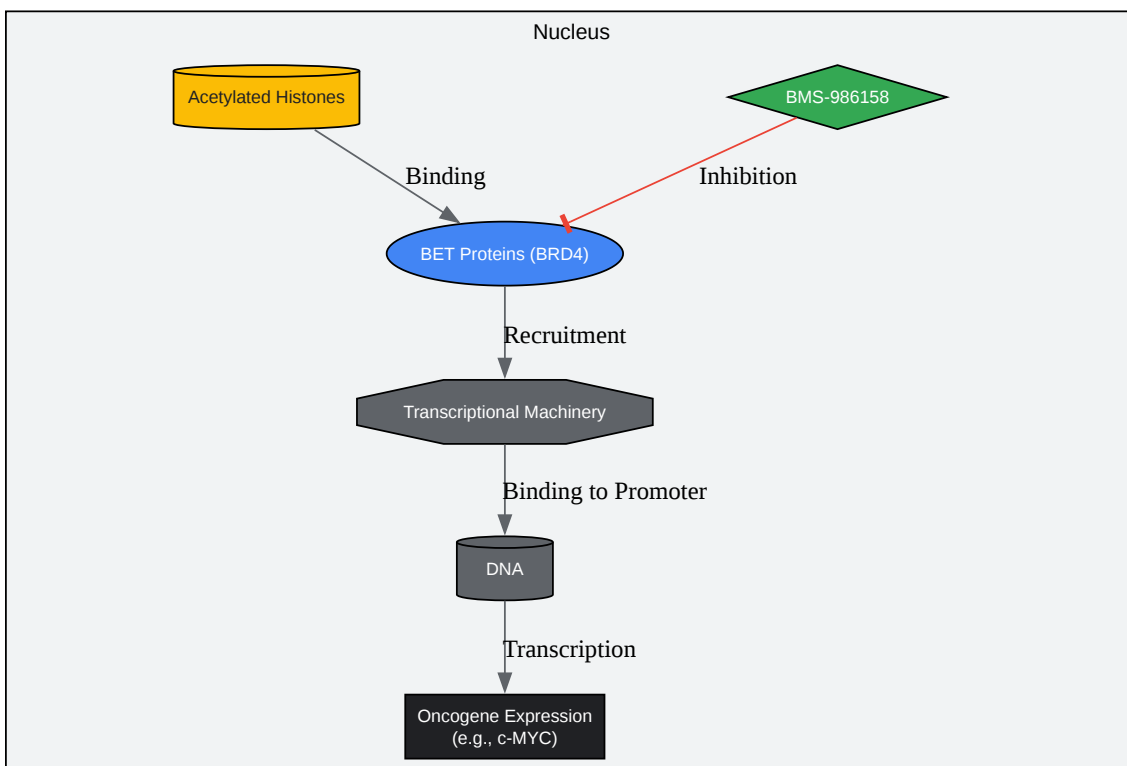 Nucleus
Acetylated Histones
BMS-986158
Binding
Inhibition
BET Proteins (BRD4)
Recruitment
Transcriptional Machinery
Binding to Promoter
DNA
Transcription
Oncogene Expression
(e.g., c-MYC)